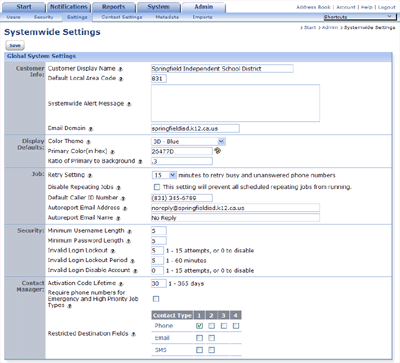 Start Notifications Reports System Admin
Address Book | Account | Help | Logout
Users Security Settings Contact Settings Metadata Imports
Shortcuts
Systemwide Settings
> Start > Admin > Systemwide Settings
Save
Global System Settings
Customer Info:
Customer Display Name Springfield Independent School District
Default Local Area Code 831
Systemwide Alert Message
Email Domain springfieldisd.k12.ca.us
Display Defaults:
Color Theme 3D - Blue
Primary Color(in hex) 26477D
Ratio of Primary to Background .3
Job:
Retry Setting 15 minutes to retry busy and unanswered phone numbers
Disable Repeating Jobs This setting will prevent all scheduled repeating jobs from running.
Default Caller ID Number (831) 345-6789
Autoreport Email Address noreply@springfieldisd.k12.ca.us
Autoreport Email Name No Reply
Security:
Minimum Username Length 5
Minimum Password Length 5
Invalid Login Lockout 5 1 - 15 attempts, or 0 to disable
Invalid Login Lockout Period 5 1 - 60 minutes
Invalid Login Disable Account 0 1 - 15 attempts, or 0 to disable
Contact Manager:
Activation Code Lifetime 30 1 - 365 days
Require phone numbers for Emergency and High Priority Job Types
Restricted Destination Fields
Contact Type 1 2 3 4
Phone
Email
SMS